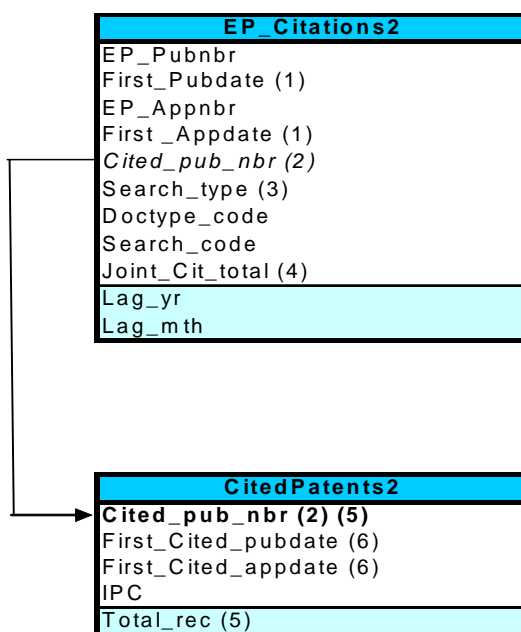 EP_Citations2
EP_Pubnbr
First_Pubdate (1)
EP_Appnbr
First _Appdate (1)
Cited_pub_nbr (2)
Search_type (3)
Doctype_code
Search_code
Joint_Cit_total (4)
Lag_yr
Lag_mth
CitedPatents2
Cited_pub_nbr (2) (5)
First_Cited_pubdate (6)
First_Cited_appdate (6)
IPC
Total_rec (5)